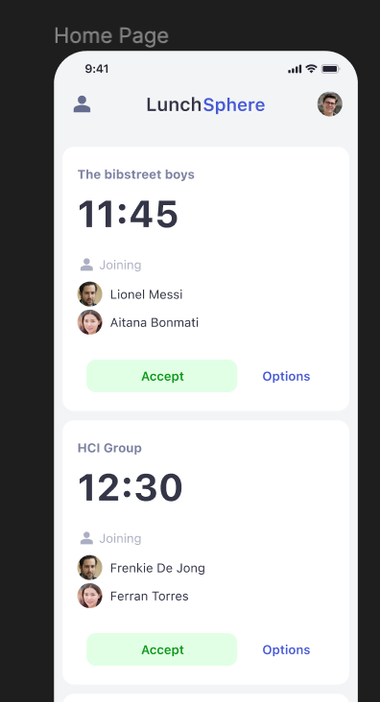 Home Page
9:41
LunchSphere
The bibstreet boys
11:45
Joining
Lionel Messi
Aitana Bonmati
Accept Options
HCI Group
12:30
Joining
Frenkie De Jong
Ferran Torres
Accept Options